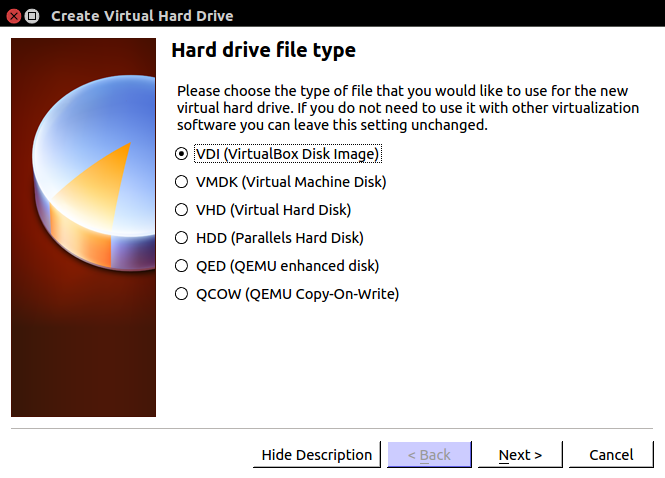 Create Virtual Hard Drive
Hard drive file type
Please choose the type of file that you would like to use for the new
virtual hard drive. If you do not need to use it with other virtualization
software you can leave this setting unchanged.
VDI (VirtualBox Disk Image)
VMDK (Virtual Machine Disk)
VHD (Virtual Hard Disk)
HDD (Parallels Hard Disk)
QED (QEMU enhanced disk)
QCOW (QEMU Copy-On-Write)
Hide Description
< Back
Next >
Cancel